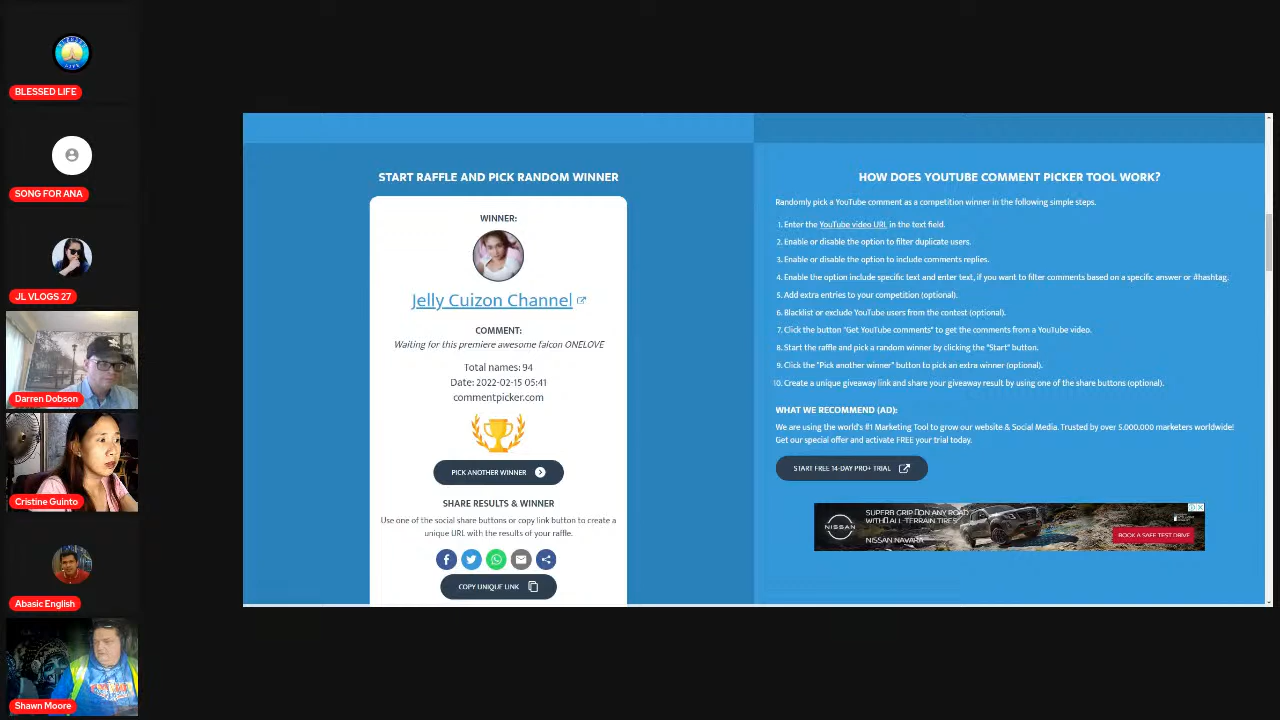 BLESSED LIFE
SONG FOR ANA
JL VLOGS 27
Darren Dobson
Cristine Guinto
Abasic English
Shawn Moore
START RAFFLE AND PICK RANDOM WINNER
WINNER:
Jelly Cuizon Channel
COMMENT:
Waiting for this premiere awesome falcon ONELOVE
Total names: 94
Date: 2022-02-15 05:41
commentpicker.com
PICK ANOTHER WINNER
SHARE RESULTS & WINNER
Use one of the social share buttons or copy link button to create a
unique URL with the results of your raffle.
COPY UNIQUE LINK
HOW DOES YOUTUBE COMMENT PICKER TOOL WORK?
Randomly pick a YouTube comment as a competition winner in the following simple steps.
1. Enter the YouTube video URL in the text field.
2. Enable or disable the option to filter duplicate users.
3. Enable or disable the option to include comments replies.
4. Enable the option include specific text and enter text, if you want to filter comments based on a specific answer or #hashtag.
5. Add extra entries to your competition (optional).
6. Blacklist or exclude YouTube users from the contest (optional).
7. Click the button "Get YouTube comments" to get the comments from a YouTube video.
8. Start the raffle and pick a random winner by clicking the "Start" button.
9. Click the "Pick another winner" button to pick an extra winner (optional).
10. Create a unique giveaway link and share your giveaway result by using one of the share buttons (optional).
WHAT WE RECOMMEND (AD):
We are using the world's #1 Marketing Tool to grow our website & Social Media. Trusted by over 5.000.000 marketers worldwide!
Get our special offer and activate FREE your trial today.
START FREE 14-DAY PRO+ TRIAL
NISSAN
SUPERB GRIP ON ANY ROAD
WITH ALL-TERRAIN TIRES
NISSAN NAVARA
BOOK A SAFE TEST DRIVE